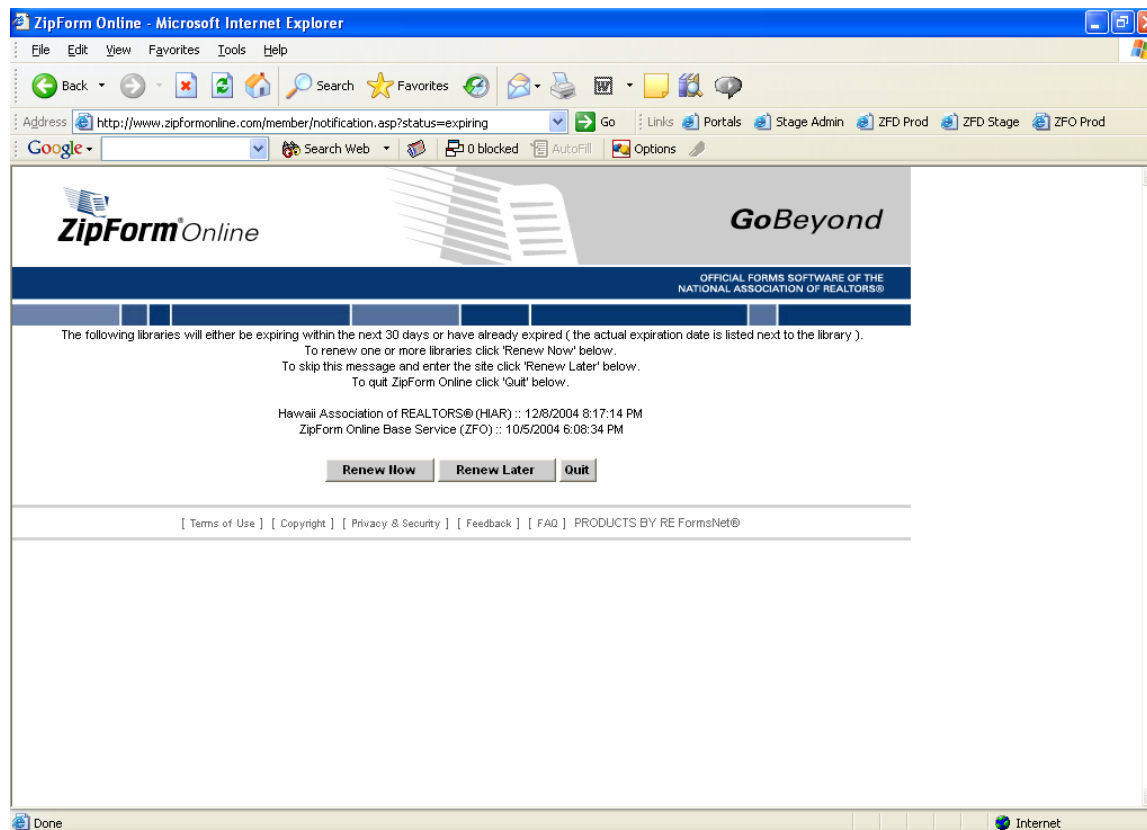 ZipForm Online - Microsoft Internet Explorer
File Edit View Favorites Tools Help
Back Search Favorites
Address http://www.zipformonline.com/member/notification.asp?status=expiring Go Links Portals Stage Admin ZFD Prod ZFD Stage ZFO Prod
Google Search Web 0 blocked AutoFill Options
ZipForm® Online
GoBeyond
OFFICIAL FORMS SOFTWARE OF THE
NATIONAL ASSOCIATION OF REALTORS®
The following libraries will either be expiring within the next 30 days or have already expired ( the actual expiration date is listed next to the library ).
To renew one or more libraries click 'Renew Now' below.
To skip this message and enter the site click 'Renew Later' below.
To quit ZipForm Online click 'Quit' below.
Hawaii Association of REALTORS® (HIAR) :: 12/8/2004 8:17:14 PM
ZipForm Online Base Service (ZFO) :: 10/5/2004 6:08:34 PM
Renew Now Renew Later Quit
[ Terms of Use ] [ Copyright ] [ Privacy & Security ] [ Feedback ] [ FAQ ] PRODUCTS BY RE FormsNet®
Done Internet